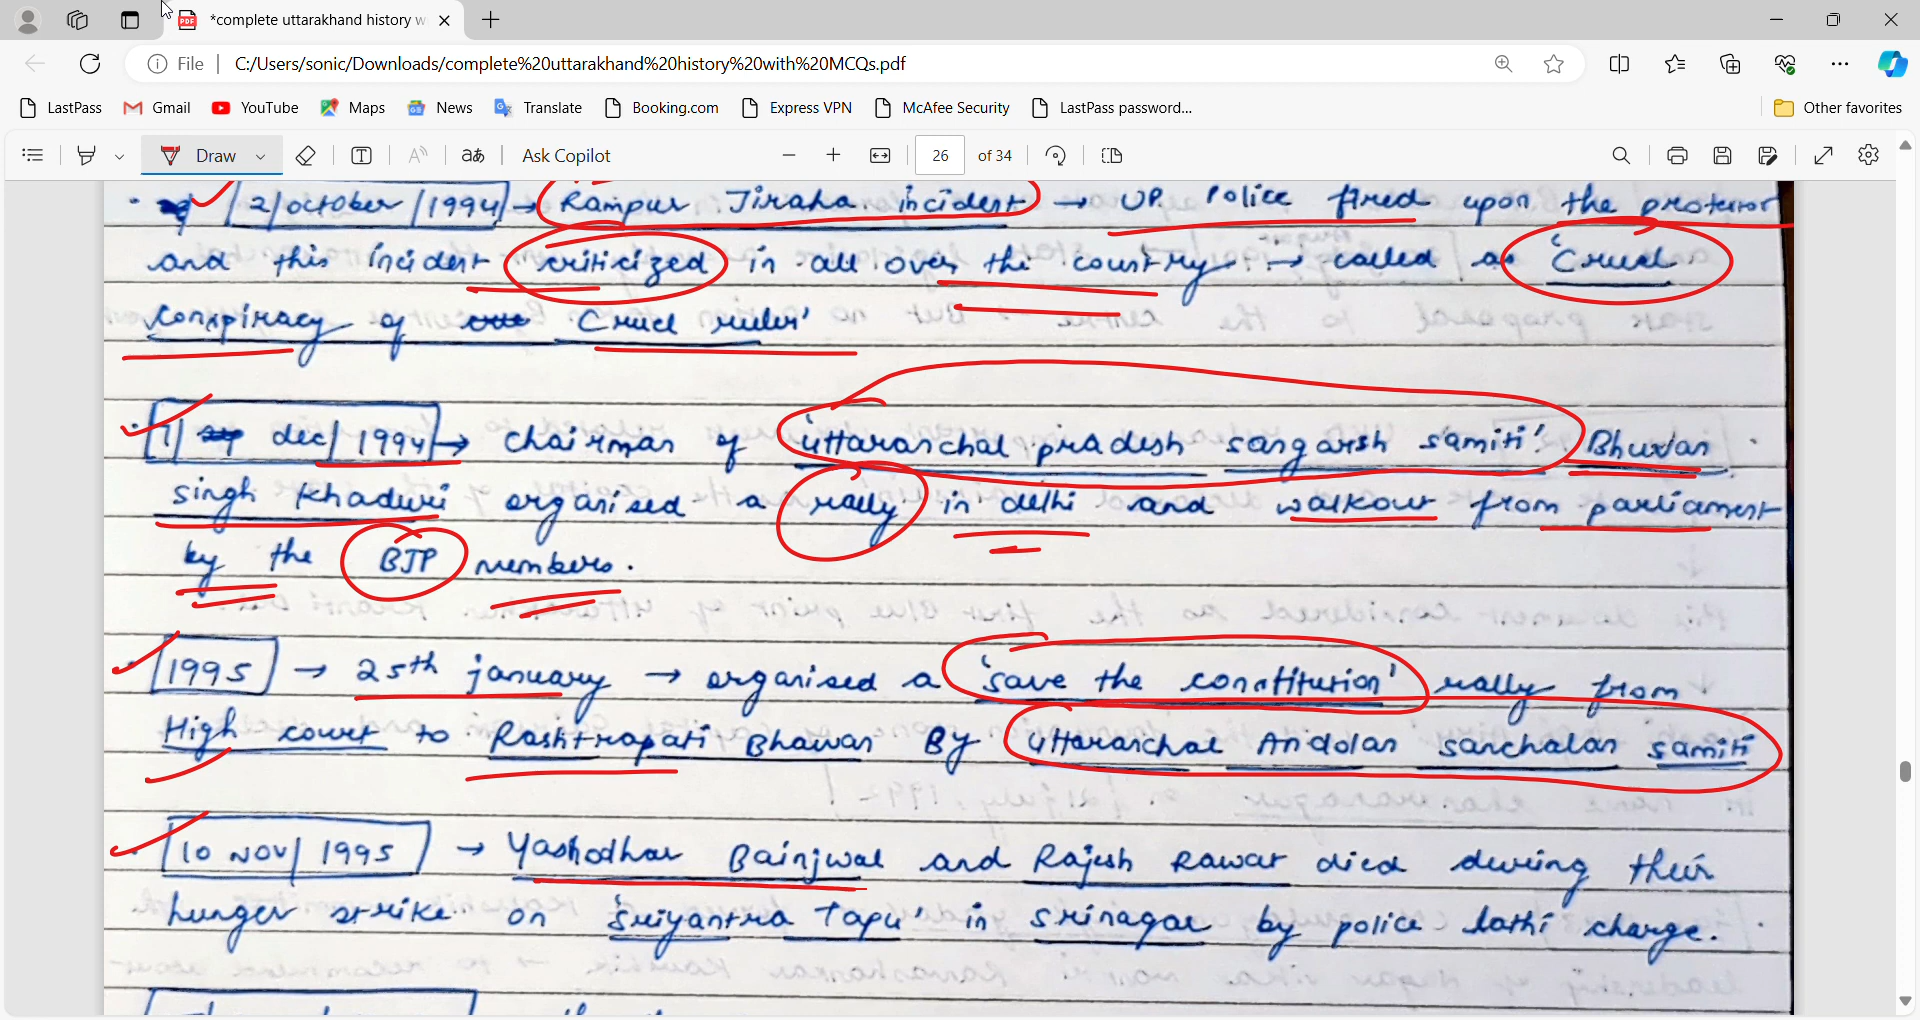 *complete uttarakhand history w
File C:/Users/sonic/Downloads/complete%20uttarakhand%20history%20with%20MCQs.pdf
LastPass Gmail YouTube Maps News Translate Booking.com Express VPN McAfee Security LastPass password... Other favorites
Draw Ask Copilot 26 of 34
2/october/1994 → Rampur Tiraha incident → UP Police fired upon the protestor
and this incident criticized in all over the country → called as 'Cruel
conspiracy of Cruel ruler'
1 dec/1994 → chairman of 'uttaranchal pradesh sangarsh samiti' Bhuvan
singh Khaduri organised a rally in delhi and walkout from parliament
by the BJP members.
1995 → 25th january → organised a 'save the constitution' rally from
High court to Rashtrapati Bhawan By uttaranchal Andolan sanchalan samiti
10 NOV/ 1995 → Yashodhar Bainjwal and Rajesh Rawat died during their
hunger strike on 'sriyantra Tapu' in srinagar by police lathi charge.